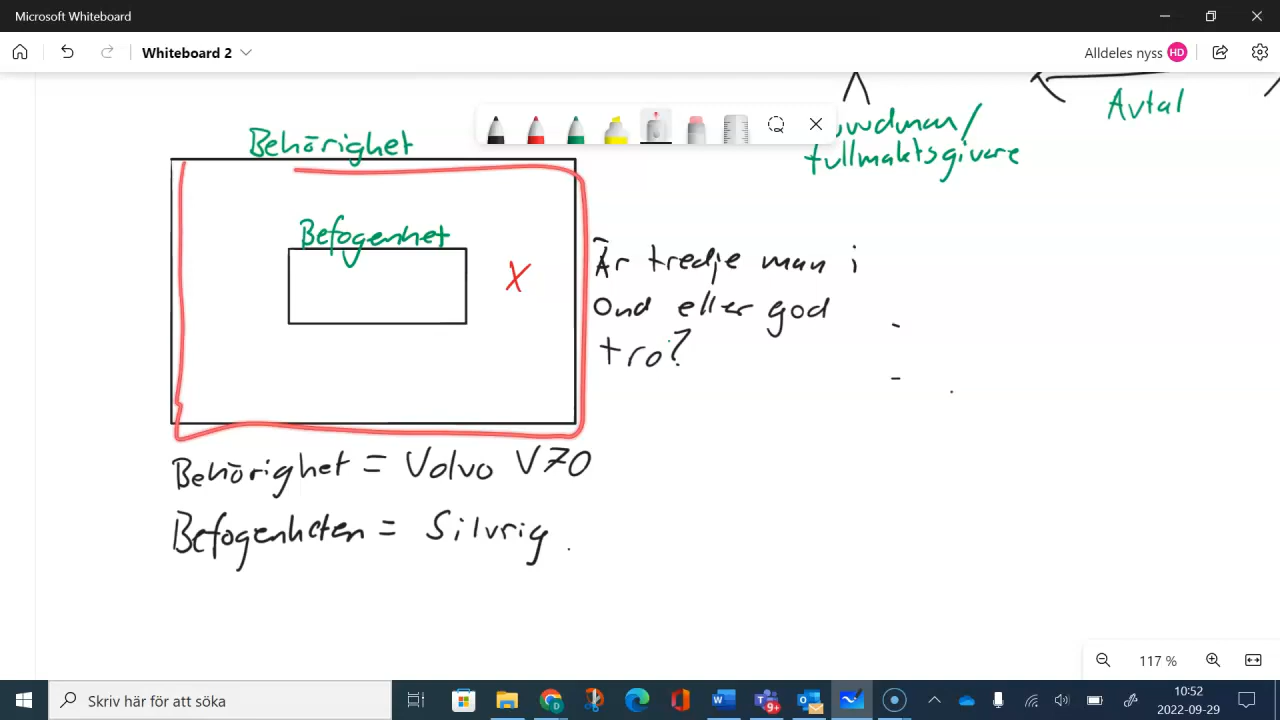 Microsoft Whiteboard
Whiteboard 2
Alldeles nyss HD
Avtal
fullmaktsgivare
Behörighet
Befogenhet
X
Är tredje man i
Ond eller god
tro?
Behörighet = Volvo V70
Befogenheten = Silvrig
117 %
Skriv här för att söka
9+
10:52
2022-09-29